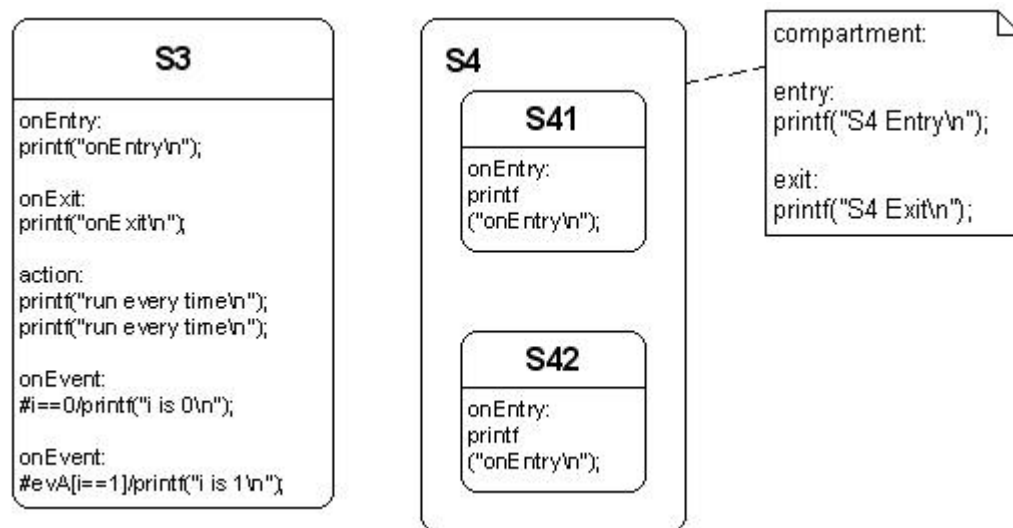 S3
onEntry:
printf("onEntry\n");
onExit:
printf("onExit\n");
action:
printf("run every time\n");
printf("run every time\n");
onEvent:
#i==0/printf("i is 0\n");
onEvent:
#evA[i==1]/printf("i is 1\n");
S4
S41
onEntry:
printf
("onEntry\n");
S42
onEntry:
printf
("onEntry\n");
compartment:
entry:
printf("S4 Entry\n");
exit:
printf("S4 Exit\n");